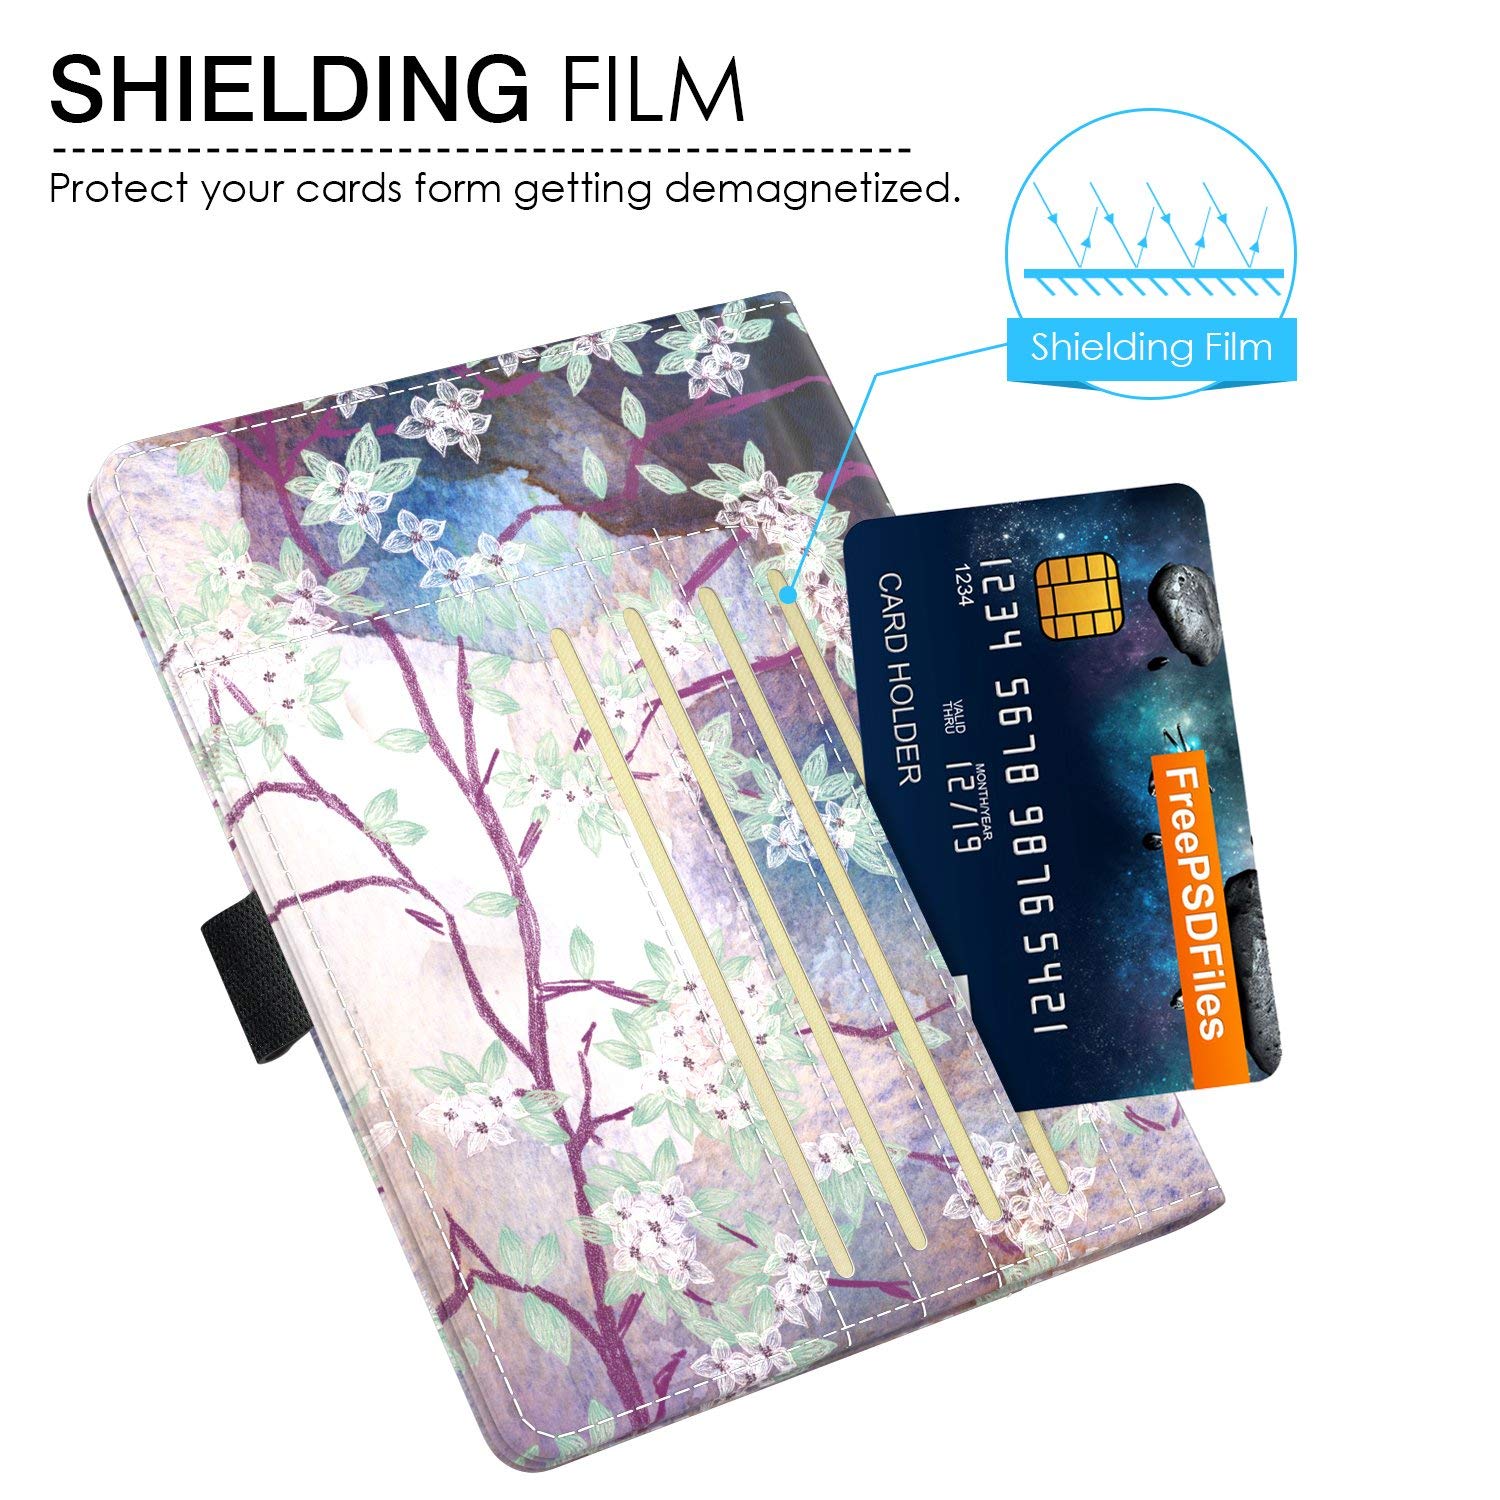 SHIELDING FILM
Protect your cards form getting demagnetized.
Shielding Film
CARD HOLDER
1234
1234 5678 9876 5421
VALID
THRU
MONTH/YEAR
12/19
FreePSDFiles